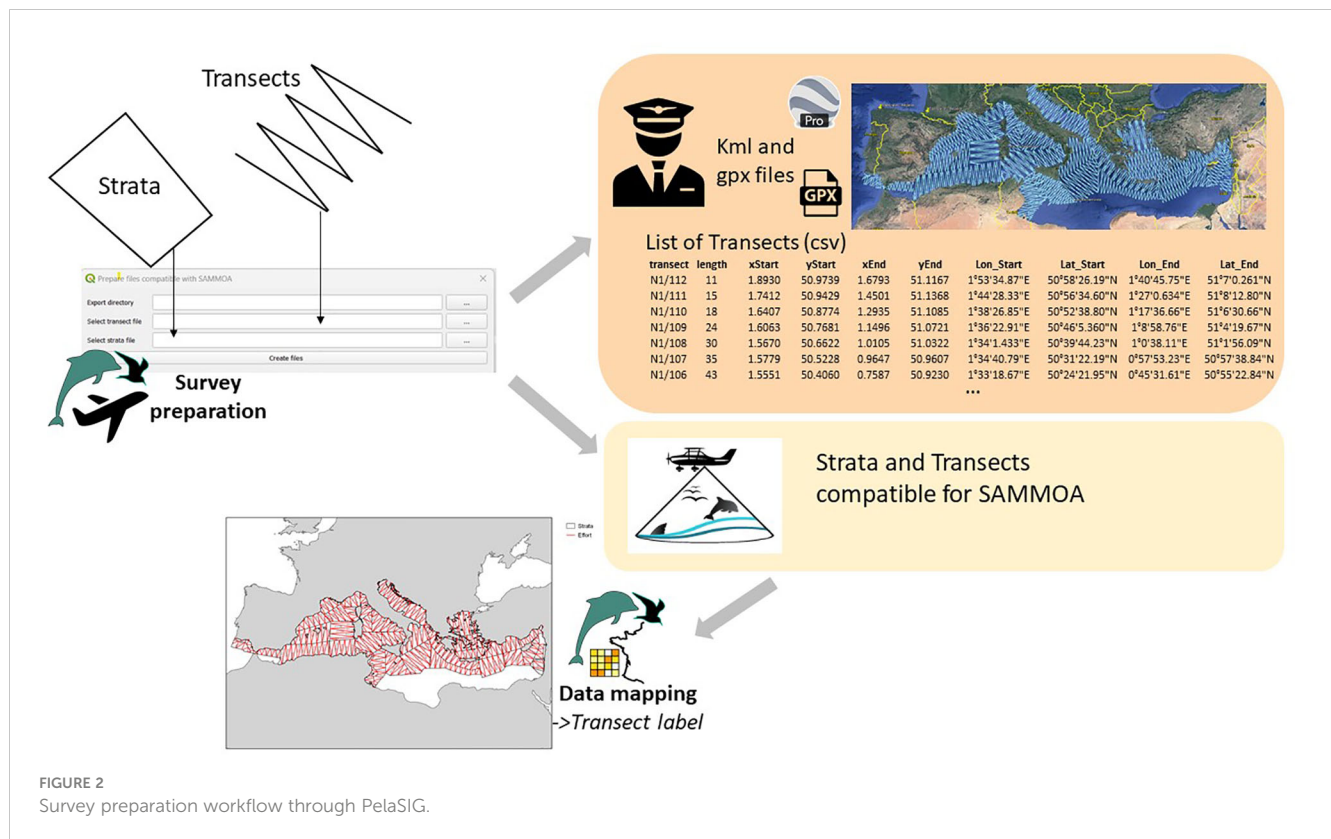 Transects
Strata
Prepare files compatible with SAMMOA
Export directory
...
Select transect file
...
Select strata file
...
Create files
Survey
preparation
Pro
Kml and
gpx files
GPX
List of Transects (csv)
transect length xStart yStart xEnd yEnd Lon_Start Lat_Start Lon_End Lat_End
N1/112 11 1.8930 50.9739 1.6793 51.1167 1°53'34.87"E 50°58'26.19"N 1°40'45.75"E 51°7'0.261"N
N1/111 15 1.7412 50.9429 1.4501 51.1368 1°44'28.33"E 50°56'34.60"N 1°27'0.634"E 51°8'12.80"N
N1/110 18 1.6407 50.8774 1.2935 51.1085 1°38'26.85"E 50°52'38.80"N 1°17'36.66"E 51°6'30.66"N
N1/109 24 1.6063 50.7681 1.1496 51.0721 1°36'22.91"E 50°46'5.360"N 1°8'58.76"E 51°4'19.67"N
N1/108 30 1.5670 50.6622 1.0105 51.0322 1°34'1.433"E 50°39'44.23"N 1°0'38.11"E 51°1'56.09"N
N1/107 35 1.5779 50.5228 0.9647 50.9607 1°34'40.79"E 50°31'22.19"N 0°57'53.23"E 50°57'38.84"N
N1/106 43 1.5551 50.4060 0.7587 50.9230 1°33'18.67"E 50°24'21.95"N 0°45'31.61"E 50°55'22.84"N
...
Strata and Transects
compatible for SAMMOA
Strata
Effort
Data mapping
->Transect label
FIGURE 2
Survey preparation workflow through PelaSIG.